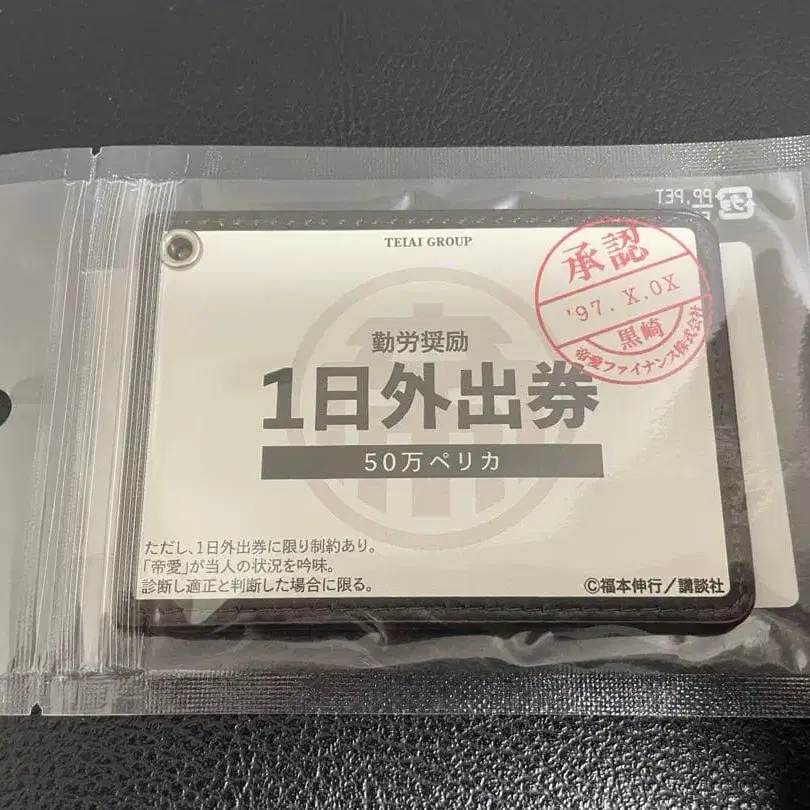 PP,PET
TEIAI GROUP
承認
'97. X.0X
黒崎
帝愛ファイナンス株式会社
勤労奨励
1日外出券
50万ペリカ
ただし、1日外出券に限り制約あり。
「帝愛」が当人の状況を吟味。
診断し適正と判断した場合に限る。
©福本伸行/講談社